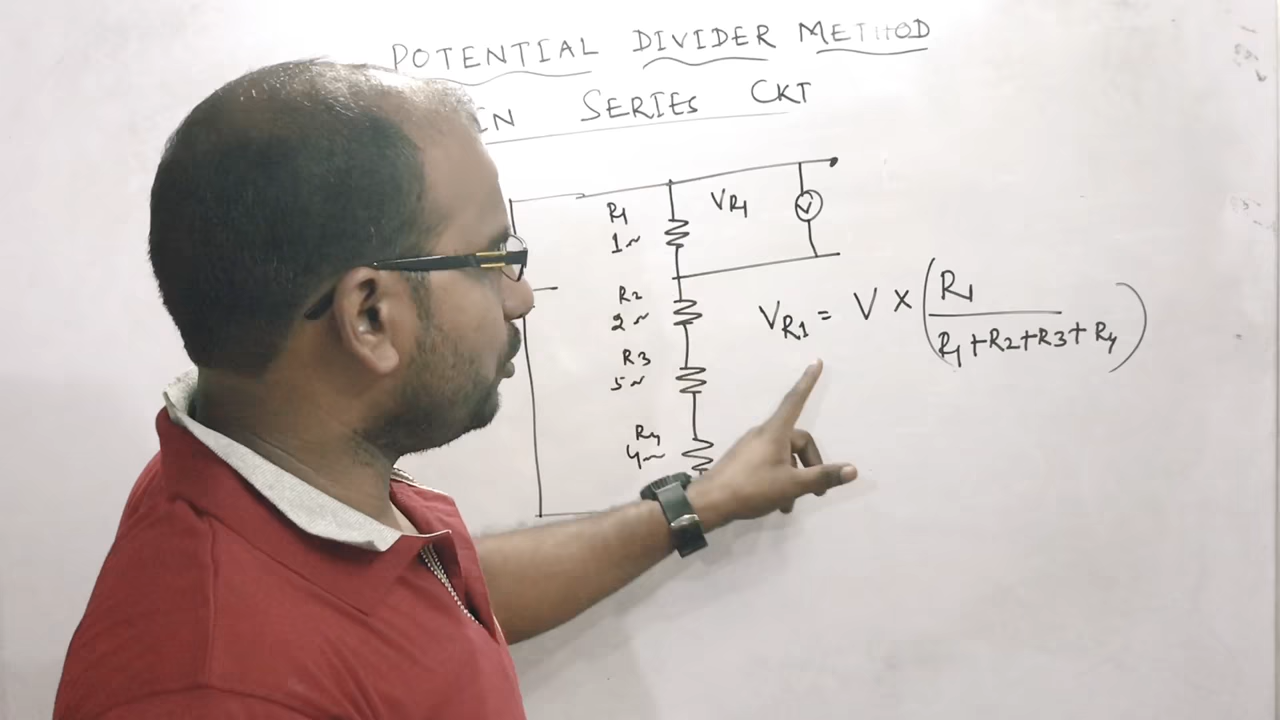 POTENTIAL DIVIDER METHOD
IN SERIES CKT
R1
1~
VR1
V
R2
2~
R3
5~
R4
4~
VR1 = V × (R1
R1+R2+R3+R4)